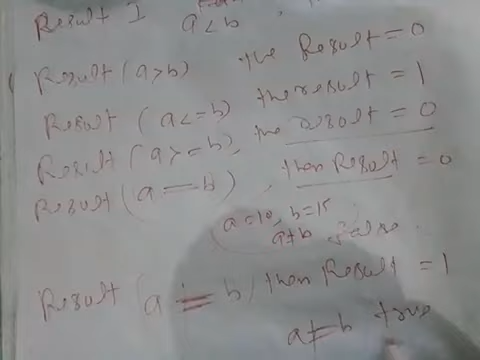 Result I a<b,
Result (a>b) the Result = 0
Result (a<=b) the result = 1
Result (a>=b), the result = 0
Result (a==b), then Result = 0
a=10, b=15
a≠b false
Result (a != b) then Result = 1
a≠b true